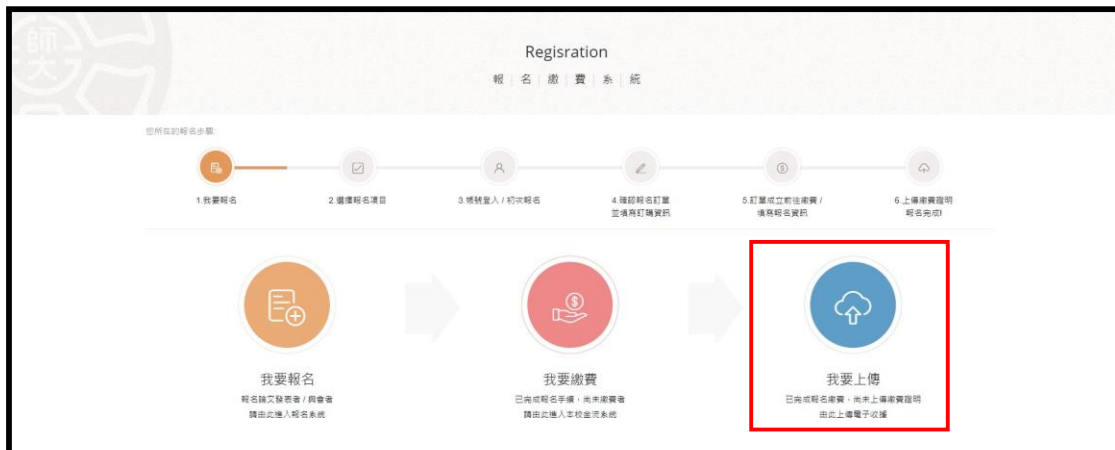 師大
Regisration
報 | 名 | 繳 | 費 | 系 | 統
您所在的報名步驟:
1.我要報名
2.選擇報名項目
3.帳號登入 / 初次報名
4.確認報名訂單
並填寫訂購資訊
5.訂單成立前往繳費 /
填寫報名資訊
6.上傳繳費證明
報名完成!
我要報名
報名論文發表者 / 與會者
請由此進入報名系統
我要繳費
已完成報名手續，尚未繳費者
請由此進入本校金流系統
我要上傳
已完成報名繳費，尚未上傳繳費證明
由此上傳電子收據